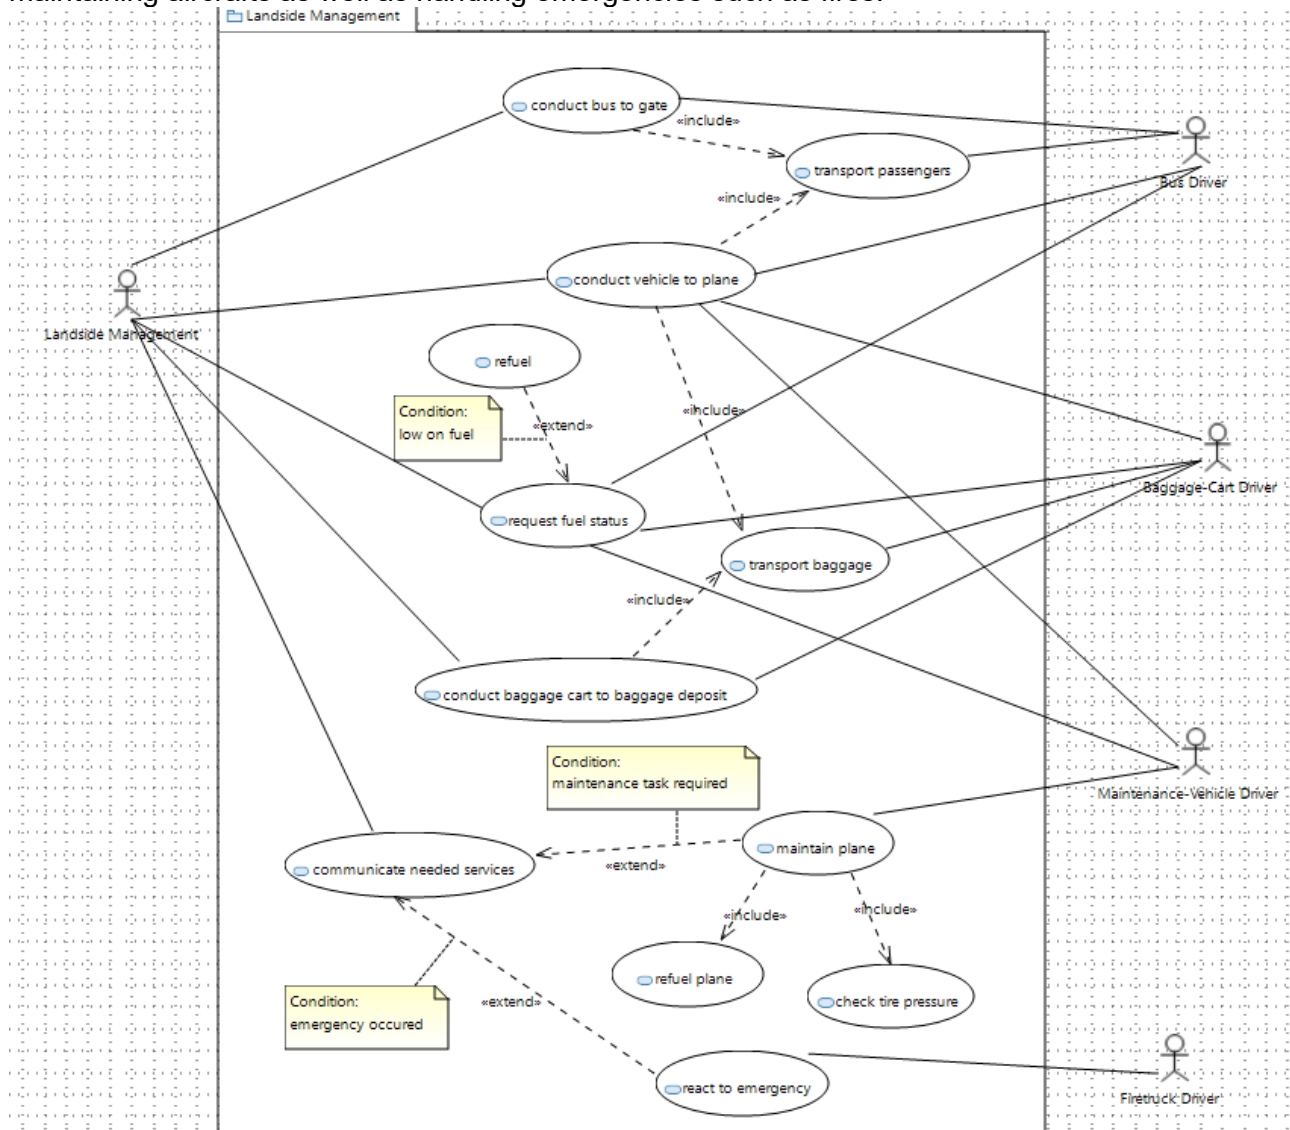 maintaining aircrafts as well as handling emergencies such as fires.
Landside Management
conduct bus to gate
«include»
transport passengers
Bus Driver
«include»
conduct vehicle to plane
Landside Management
refuel
Condition:
low on fuel
«extend»
«include»
Baggage-Cart Driver
request fuel status
transport baggage
«include»
conduct baggage cart to baggage deposit
Condition:
maintenance task required
Maintenance-Vehicle Driver
maintain plane
communicate needed services
«extend»
«include»
«include»
refuel plane
check tire pressure
Condition:
emergency occured
«extend»
react to emergency
Firetruck Driver